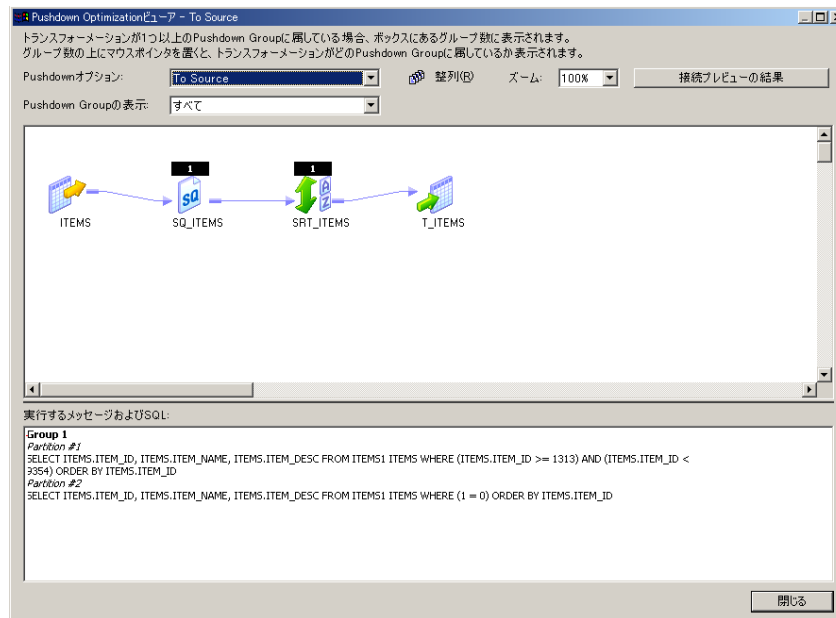 Pushdown Optimizationビューア - To Source
トランスフォーメーションが1つ以上のPushdown Groupに属している場合、ボックスにあるグループ数に表示されます。
グループ数の上にマウスポインタを置くと、トランスフォーメーションがどのPushdown Groupに属しているか表示されます。
Pushdownオプション: To Source 整列(R) ズーム: 100% 接続プレビューの結果
Pushdown Groupの表示: すべて
1 1
ITEMS SQ_ITEMS SRT_ITEMS T_ITEMS
実行するメッセージおよびSQL:
Group 1
Partition #1
SELECT ITEMS.ITEM_ID, ITEMS.ITEM_NAME, ITEMS.ITEM_DESC FROM ITEMS1 ITEMS WHERE (ITEMS.ITEM_ID >= 1313) AND (ITEMS.ITEM_ID <
9354) ORDER BY ITEMS.ITEM_ID
Partition #2
SELECT ITEMS.ITEM_ID, ITEMS.ITEM_NAME, ITEMS.ITEM_DESC FROM ITEMS1 ITEMS WHERE (1 = 0) ORDER BY ITEMS.ITEM_ID
閉じる